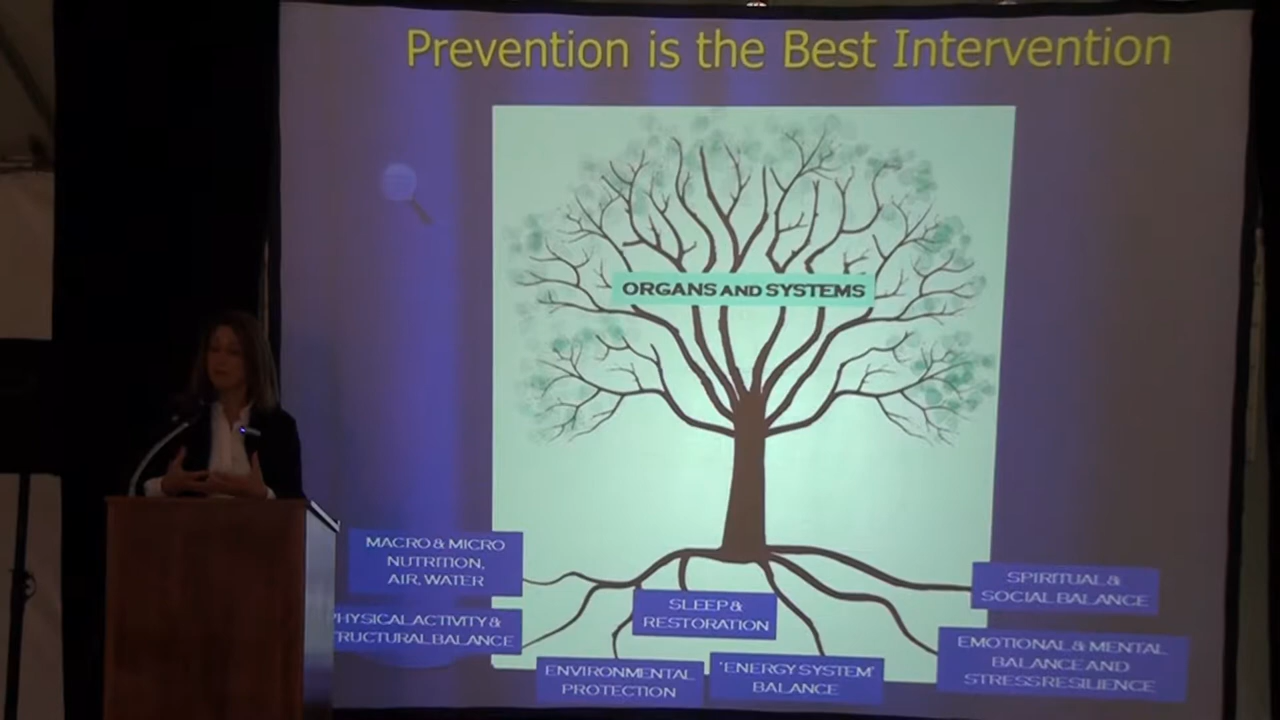 Prevention is the Best Intervention
ORGANS AND SYSTEMS
MACRO & MICRO
NUTRITION,
AIR, WATER
HYSICAL ACTIVITY &
TRUCTURAL BALANCE
SLEEP &
RESTORATION
ENVIRONMENTAL
PROTECTION
'ENERGY SYSTEM'
BALANCE
SPIRITUAL &
SOCIAL BALANCE
EMOTIONAL & MENTAL
BALANCE AND
STRESS RESILIENCE